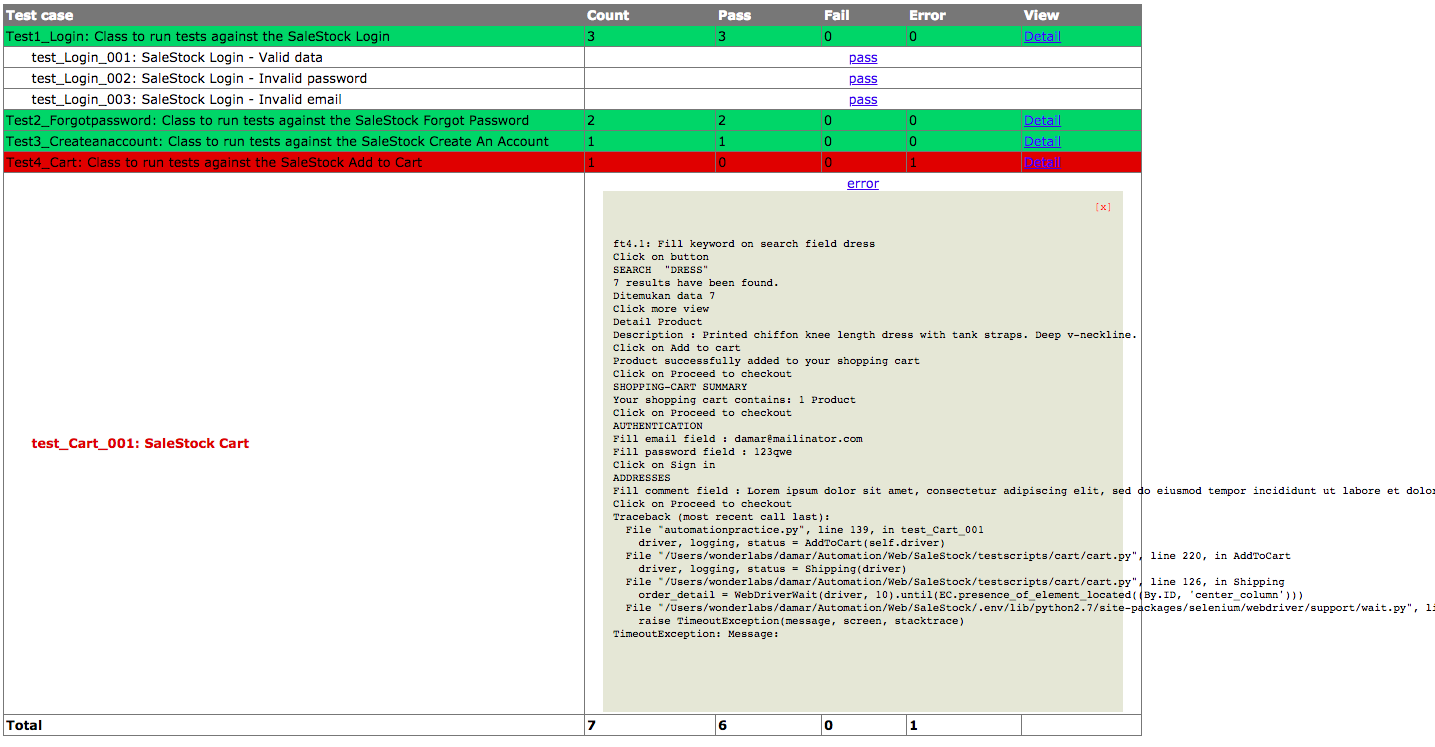 Test case Count Pass Fail Error View
Test1_Login: Class to run tests against the SaleStock Login 3 3 0 0 Detail
test_Login_001: SaleStock Login - Valid data pass
test_Login_002: SaleStock Login - Invalid password pass
test_Login_003: SaleStock Login - Invalid email pass
Test2_Forgotpassword: Class to run tests against the SaleStock Forgot Password 2 2 0 0 Detail
Test3_Createanaccount: Class to run tests against the SaleStock Create An Account 1 1 0 0 Detail
Test4_Cart: Class to run tests against the SaleStock Add to Cart 1 0 0 1 Detail
test_Cart_001: SaleStock Cart
error
[x]
ft4.1: Fill keyword on search field dress
Click on button
SEARCH  "DRESS"
7 results have been found.
Ditemukan data 7
Click more view
Detail Product
Description : Printed chiffon knee length dress with tank straps. Deep v-neckline.
Click on Add to cart
Product successfully added to your shopping cart
Click on Proceed to checkout
SHOPPING-CART SUMMARY
Your shopping cart contains: 1 Product
Click on Proceed to checkout
AUTHENTICATION
Fill email field : damar@mailinator.com
Fill password field : 123qwe
Click on Sign in
ADDRESSES
Fill comment field : Lorem ipsum dolor sit amet, consectetur adipiscing elit, sed do eiusmod tempor incididunt ut labore et dolor
Click on Proceed to checkout
Traceback (most recent call last):
File "automationpractice.py", line 139, in test_Cart_001
driver, logging, status = AddToCart(self.driver)
File "/Users/wonderlabs/damar/Automation/Web/SaleStock/testscripts/cart/cart.py", line 220, in AddToCart
driver, logging, status = Shipping(driver)
File "/Users/wonderlabs/damar/Automation/Web/SaleStock/testscripts/cart/cart.py", line 126, in Shipping
order_detail = WebDriverWait(driver, 10).until(EC.presence_of_element_located((By.ID, 'center_column')))
File "/Users/wonderlabs/damar/Automation/Web/SaleStock/.env/lib/python2.7/site-packages/selenium/webdriver/support/wait.py", li
raise TimeoutException(message, screen, stacktrace)
TimeoutException: Message:
Total 7 6 0 1